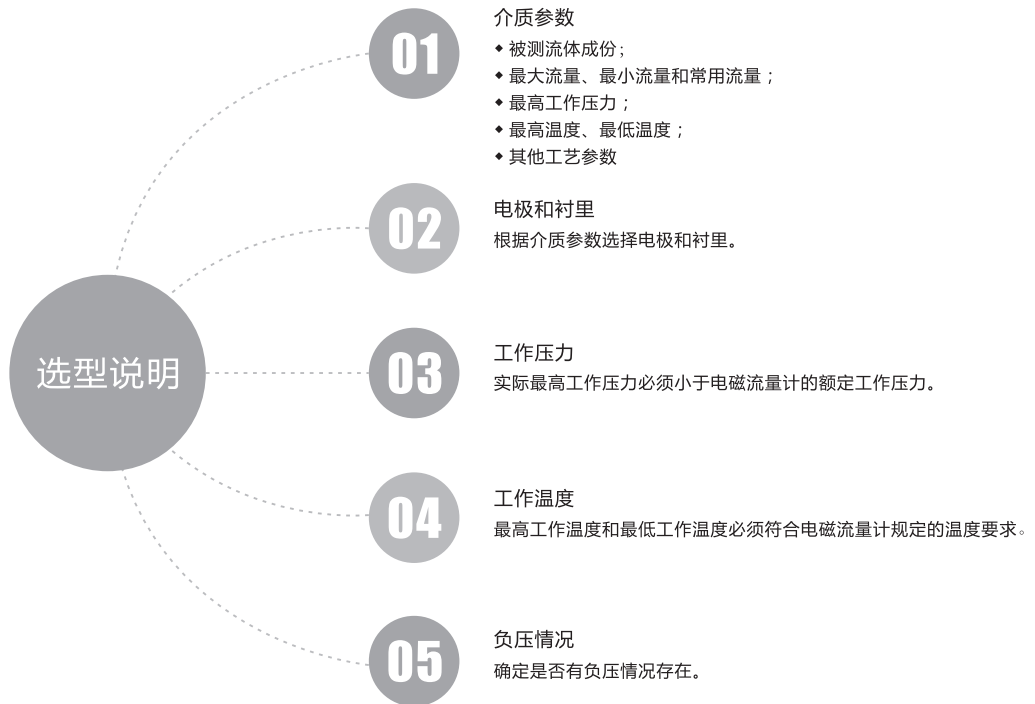 选型说明
01
介质参数
◆ 被测流体成份；
◆ 最大流量、最小流量和常用流量；
◆ 最高工作压力；
◆ 最高温度、最低温度；
◆ 其他工艺参数
02
电极和衬里
根据介质参数选择电极和衬里。
03
工作压力
实际最高工作压力必须小于电磁流量计的额定工作压力。
04
工作温度
最高工作温度和最低工作温度必须符合电磁流量计规定的温度要求。
05
负压情况
确定是否有负压情况存在。